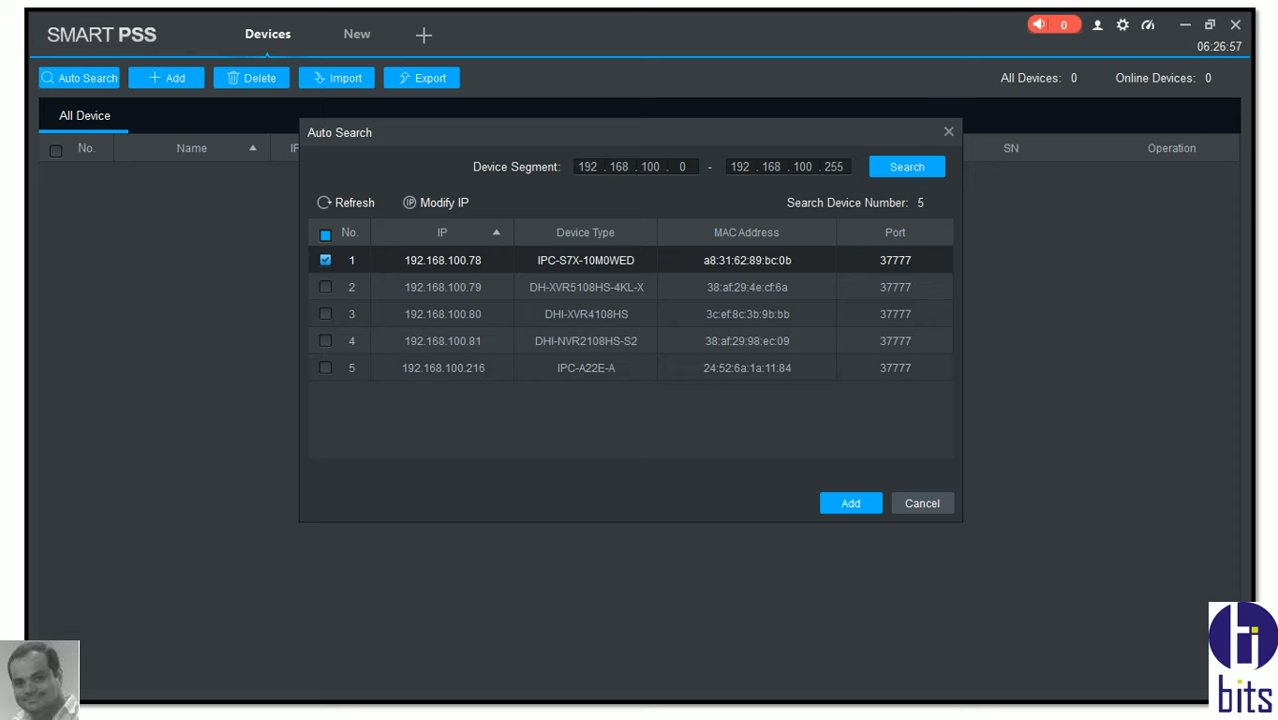 SMART PSS Devices New 0
06:26:57
Auto Search Add Delete Import Export All Devices: 0 Online Devices: 0
All Device
No. Name IP SN Operation
Auto Search
Device Segment: 192 . 168 . 100 . 0 - 192 . 168 . 100 . 255 Search
Refresh Modify IP Search Device Number: 5
No. IP Device Type MAC Address Port
1 192.168.100.78 IPC-S7X-10M0WED a8:31:62:89:bc:0b 37777
2 192.168.100.79 DH-XVR5108HS-4KL-X 38:af:29:4e:cf:6a 37777
3 192.168.100.80 DHI-XVR4108HS 3c:ef:8c:3b:9b:bb 37777
4 192.168.100.81 DHI-NVR2108HS-S2 38:af:29:98:ec:09 37777
5 192.168.100.216 IPC-A22E-A 24:52:6a:1a:11:84 37777
Add Cancel
hi
bits